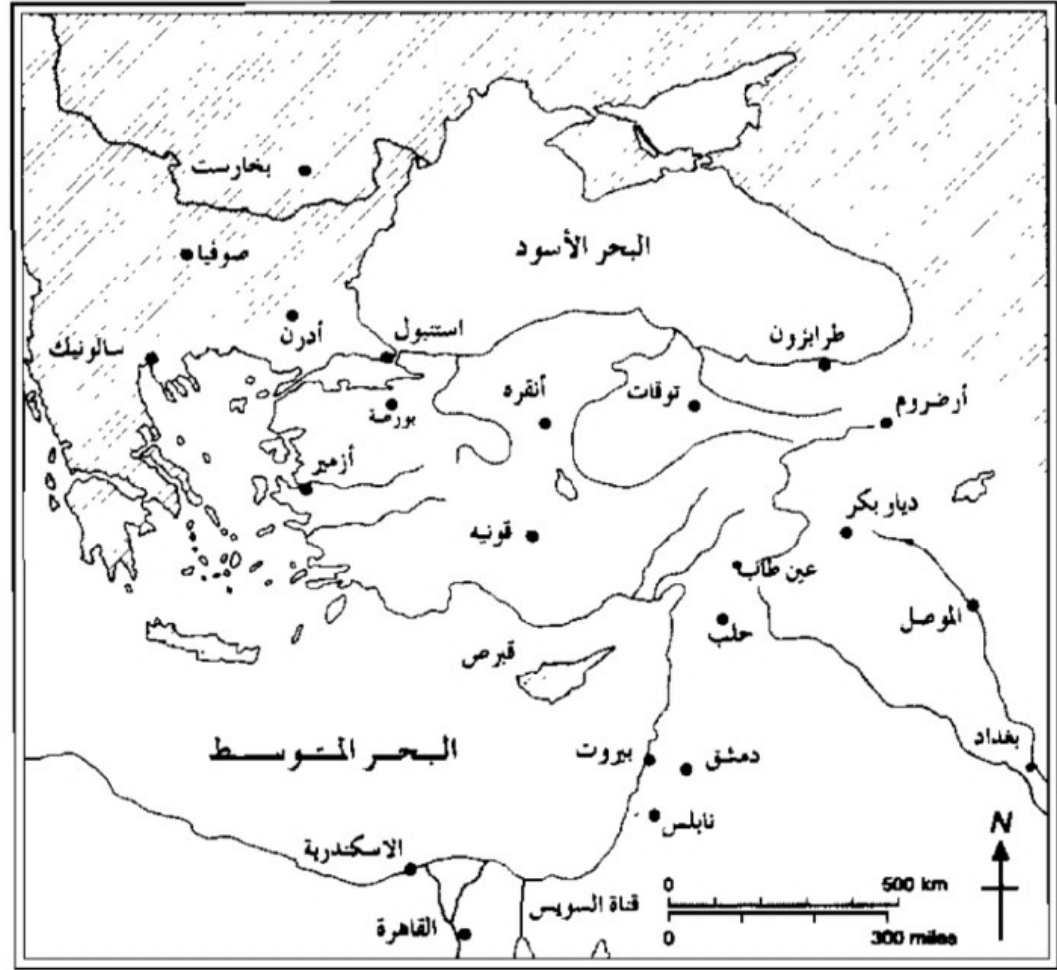 بخارست
صوفيا
البحر الأسود
أدرن
استنبول
سالونيك
طرابزون
أنقره
توقات
بورصة
أرضروم
أزمير
ديار بكر
قونيه
عين طاب
الموصل
حلب
قبرص
بغداد
البحر المتوسط
بيروت
دمشق
نابلس
N
الاسكندرية
0 500 km
قناة السويس
القاهرة
0 300 miles